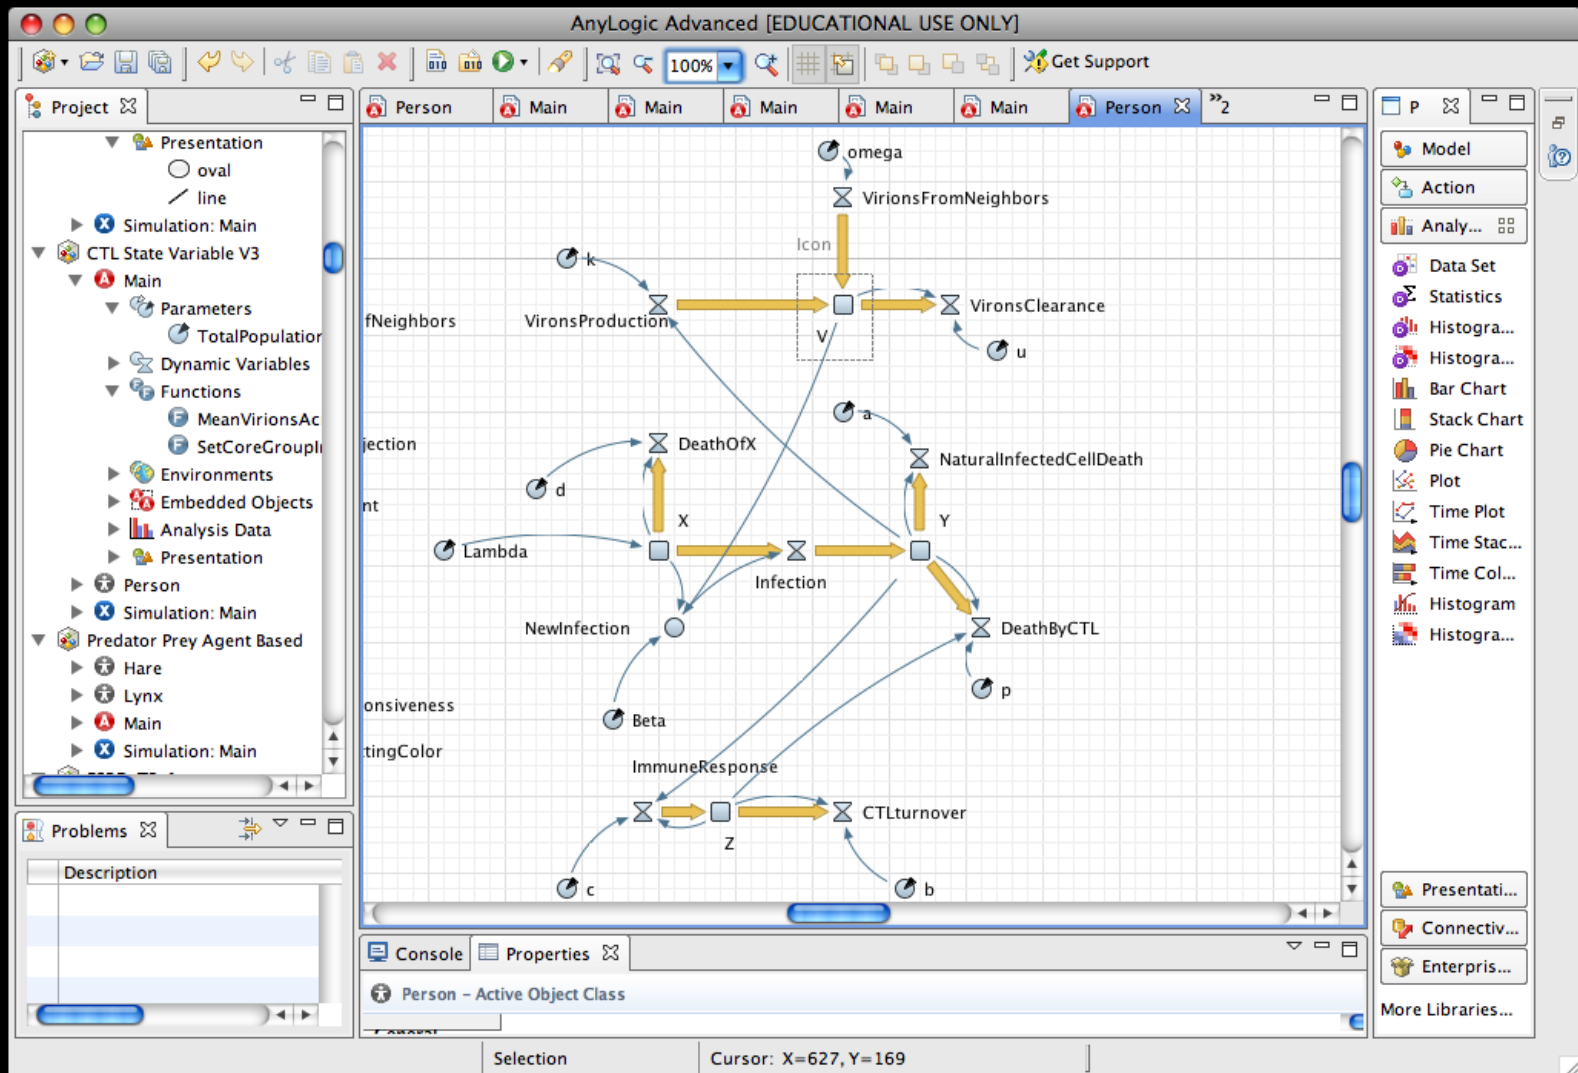 AnyLogic Advanced [EDUCATIONAL USE ONLY]
100%
Get Support
Project
Person
Main
Main
Main
Main
Main
Person
»2
P
Presentation
oval
line
Simulation: Main
CTL State Variable V3
Main
Parameters
TotalPopulation
Dynamic Variables
Functions
MeanVirionsAc
SetCoreGroupI
Environments
Embedded Objects
Analysis Data
Presentation
Person
Simulation: Main
Predator Prey Agent Based
Hare
Lynx
Main
Simulation: Main
Problems
Description
omega
VirionsFromNeighbors
Icon
k
fNeighbors
VironsProduction
V
VironsClearance
u
a
jection
DeathOfX
NaturalInfectedCellDeath
d
nt
X
Y
Lambda
Infection
NewInfection
DeathByCTL
p
onsiveness
Beta
ttingColor
ImmuneResponse
CTLturnover
Z
c
b
Console
Properties
Person - Active Object Class
General
Model
Action
Analy...
Data Set
Statistics
Histogra...
Histogra...
Bar Chart
Stack Chart
Pie Chart
Plot
Time Plot
Time Stac...
Time Col...
Histogram
Histogra...
Presentati...
Connectiv...
Enterpris...
More Libraries...
Selection
Cursor: X=627, Y=169